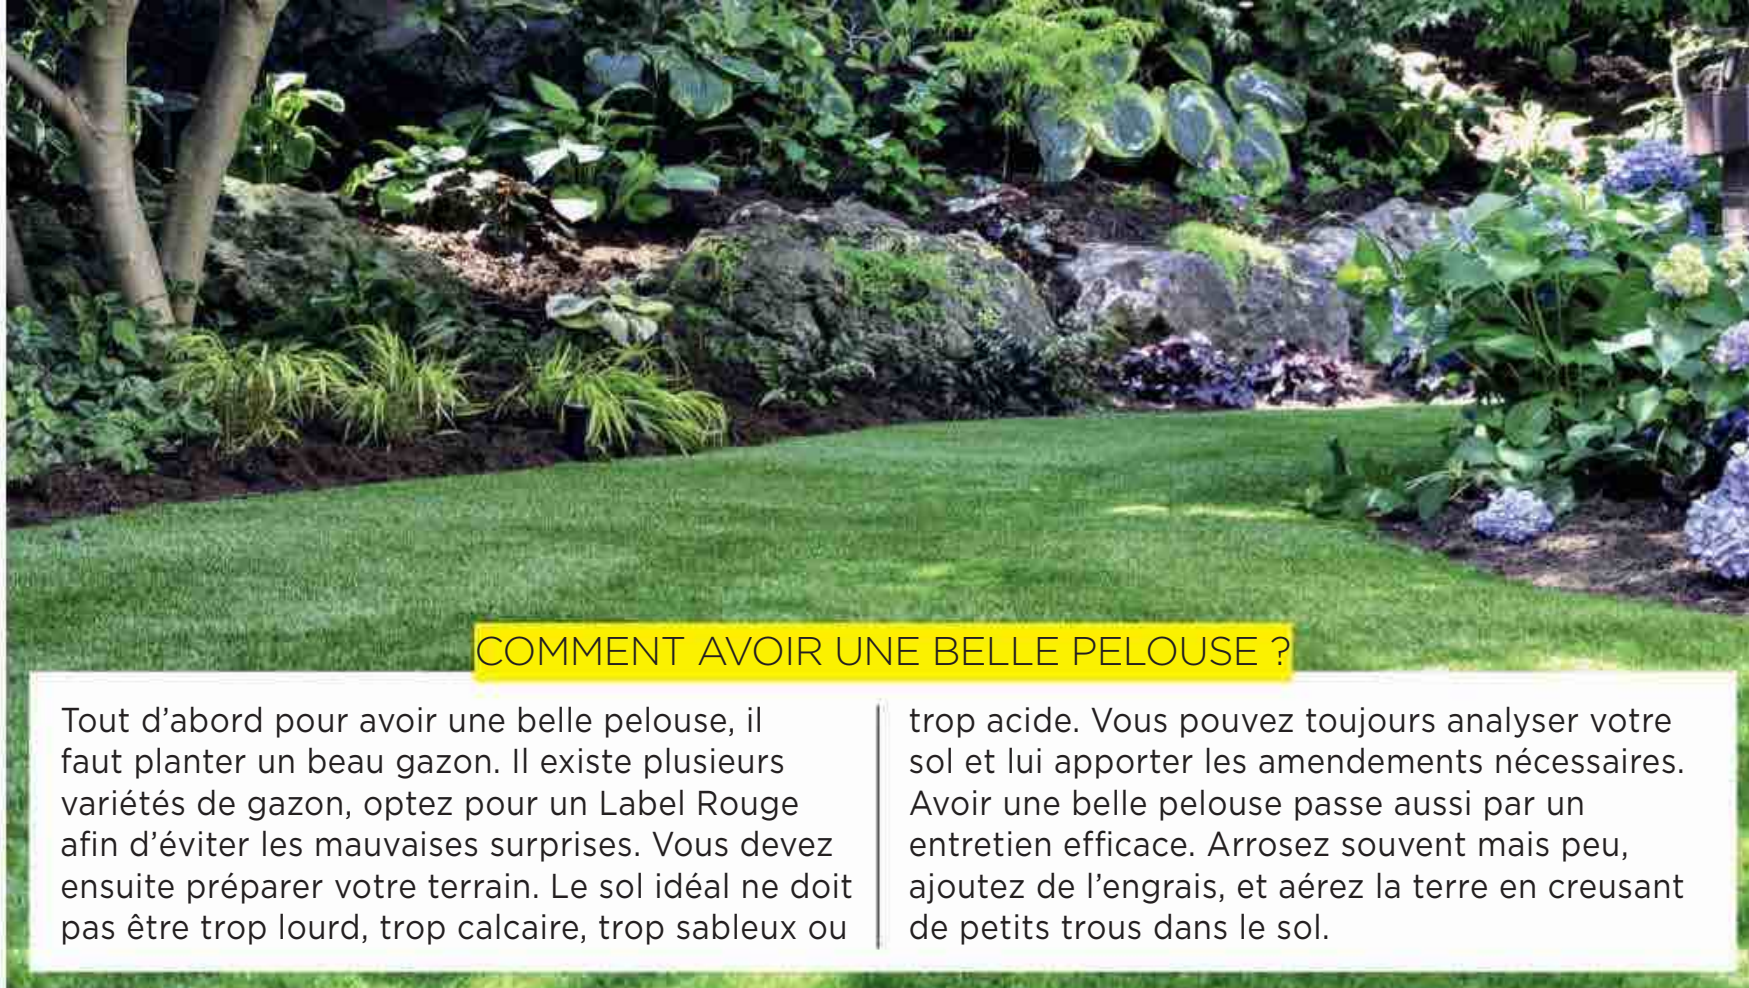 COMMENT AVOIR UNE BELLE PELOUSE ?
Tout d’abord pour avoir une belle pelouse, il
faut planter un beau gazon. Il existe plusieurs
variétés de gazon, optez pour un Label Rouge
afin d’éviter les mauvaises surprises. Vous devez
ensuite préparer votre terrain. Le sol idéal ne doit
pas être trop lourd, trop calcaire, trop sableux ou
trop acide. Vous pouvez toujours analyser votre
sol et lui apporter les amendements nécessaires.
Avoir une belle pelouse passe aussi par un
entretien efficace. Arrosez souvent mais peu,
ajoutez de l’engrais, et aérez la terre en creusant
de petits trous dans le sol.